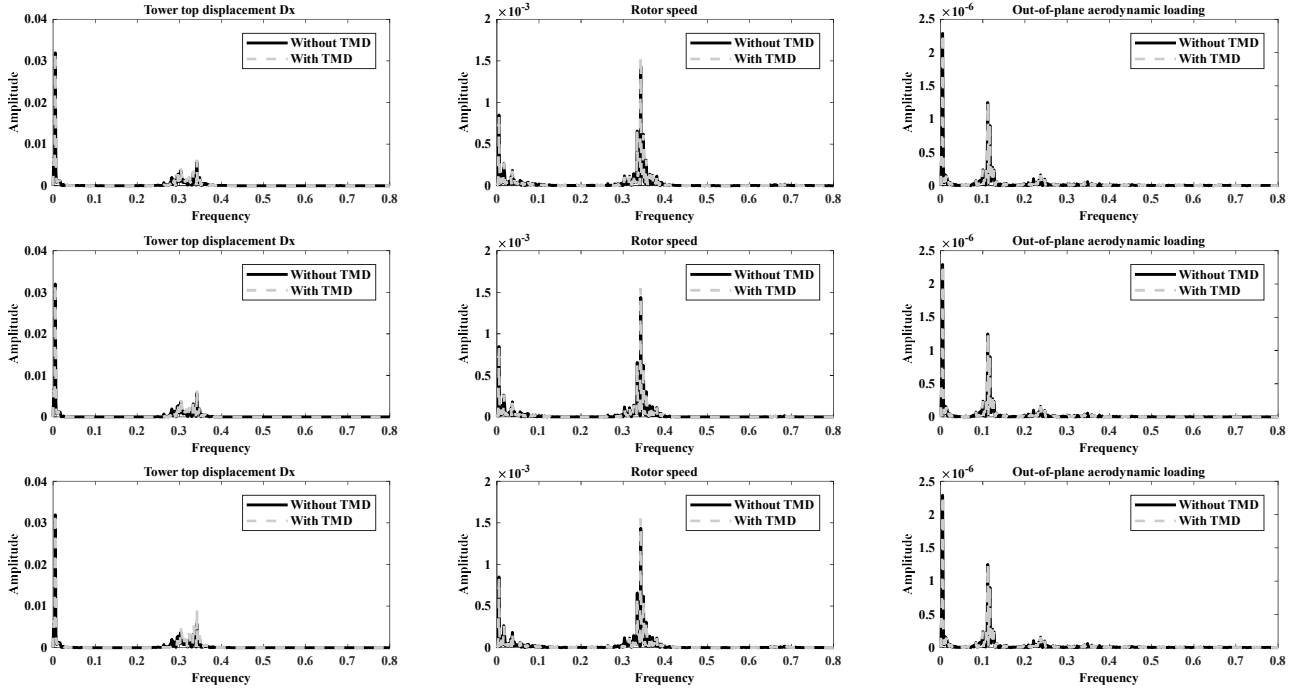 Tower top displacement Dx
0.04
0.03
0.02
0.01
0
Amplitude
Without TMD
With TMD
0 0.1 0.2 0.3 0.4 0.5 0.6 0.7 0.8
Frequency
Rotor speed
×10-3
2
1.5
1
0.5
0
Amplitude
Without TMD
With TMD
0 0.1 0.2 0.3 0.4 0.5 0.6 0.7 0.8
Frequency
Out-of-plane aerodynamic loading
×10-6
2.5
2
1.5
1
0.5
0
Amplitude
Without TMD
With TMD
0 0.1 0.2 0.3 0.4 0.5 0.6 0.7 0.8
Frequency
Tower top displacement Dx
0.04
0.03
0.02
0.01
0
Amplitude
Without TMD
With TMD
0 0.1 0.2 0.3 0.4 0.5 0.6 0.7 0.8
Frequency
Rotor speed
×10-3
2
1.5
1
0.5
0
Amplitude
Without TMD
With TMD
0 0.1 0.2 0.3 0.4 0.5 0.6 0.7 0.8
Frequency
Out-of-plane aerodynamic loading
×10-6
2.5
2
1.5
1
0.5
0
Amplitude
Without TMD
With TMD
0 0.1 0.2 0.3 0.4 0.5 0.6 0.7 0.8
Frequency
Tower top displacement Dx
0.04
0.03
0.02
0.01
0
Amplitude
Without TMD
With TMD
0 0.1 0.2 0.3 0.4 0.5 0.6 0.7 0.8
Frequency
Rotor speed
×10-3
2
1.5
1
0.5
0
Amplitude
Without TMD
With TMD
0 0.1 0.2 0.3 0.4 0.5 0.6 0.7 0.8
Frequency
Out-of-plane aerodynamic loading
×10-6
2.5
2
1.5
1
0.5
0
Amplitude
Without TMD
With TMD
0 0.1 0.2 0.3 0.4 0.5 0.6 0.7 0.8
Frequency